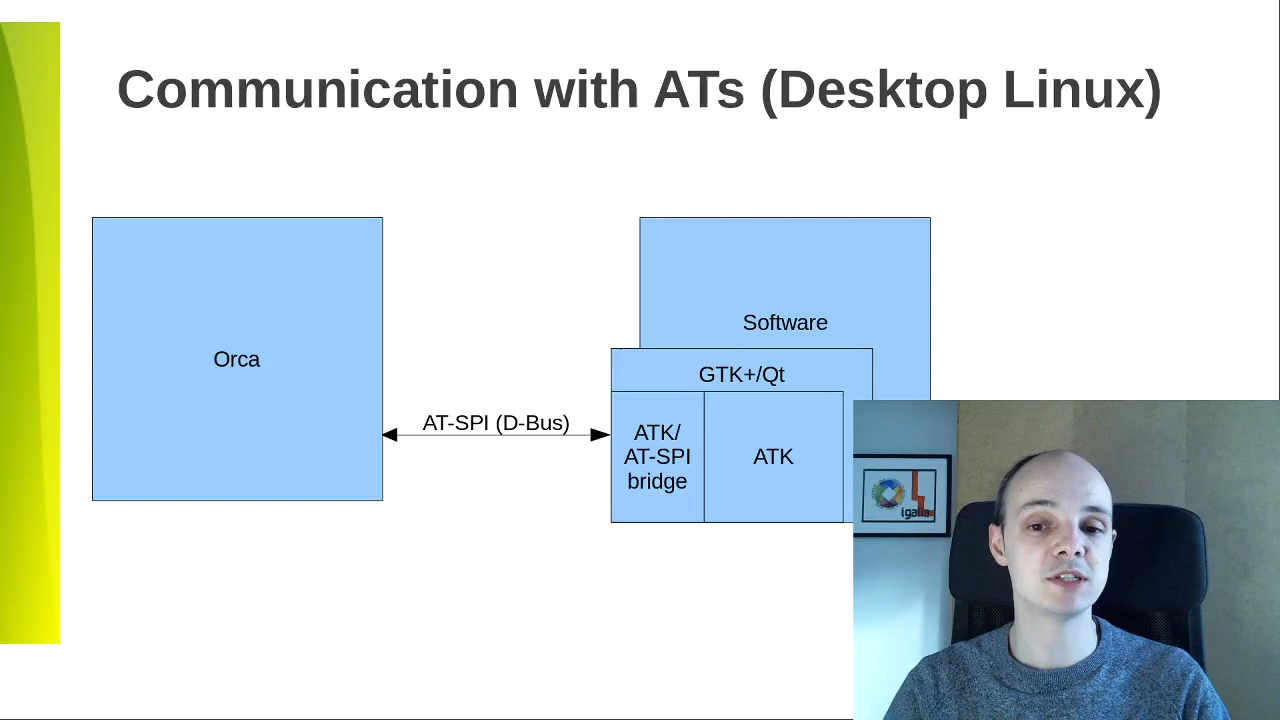 Communication with ATs (Desktop Linux)
Orca
AT-SPI (D-Bus)
Software
GTK+/Qt
ATK/
AT-SPI
bridge
ATK
igalia